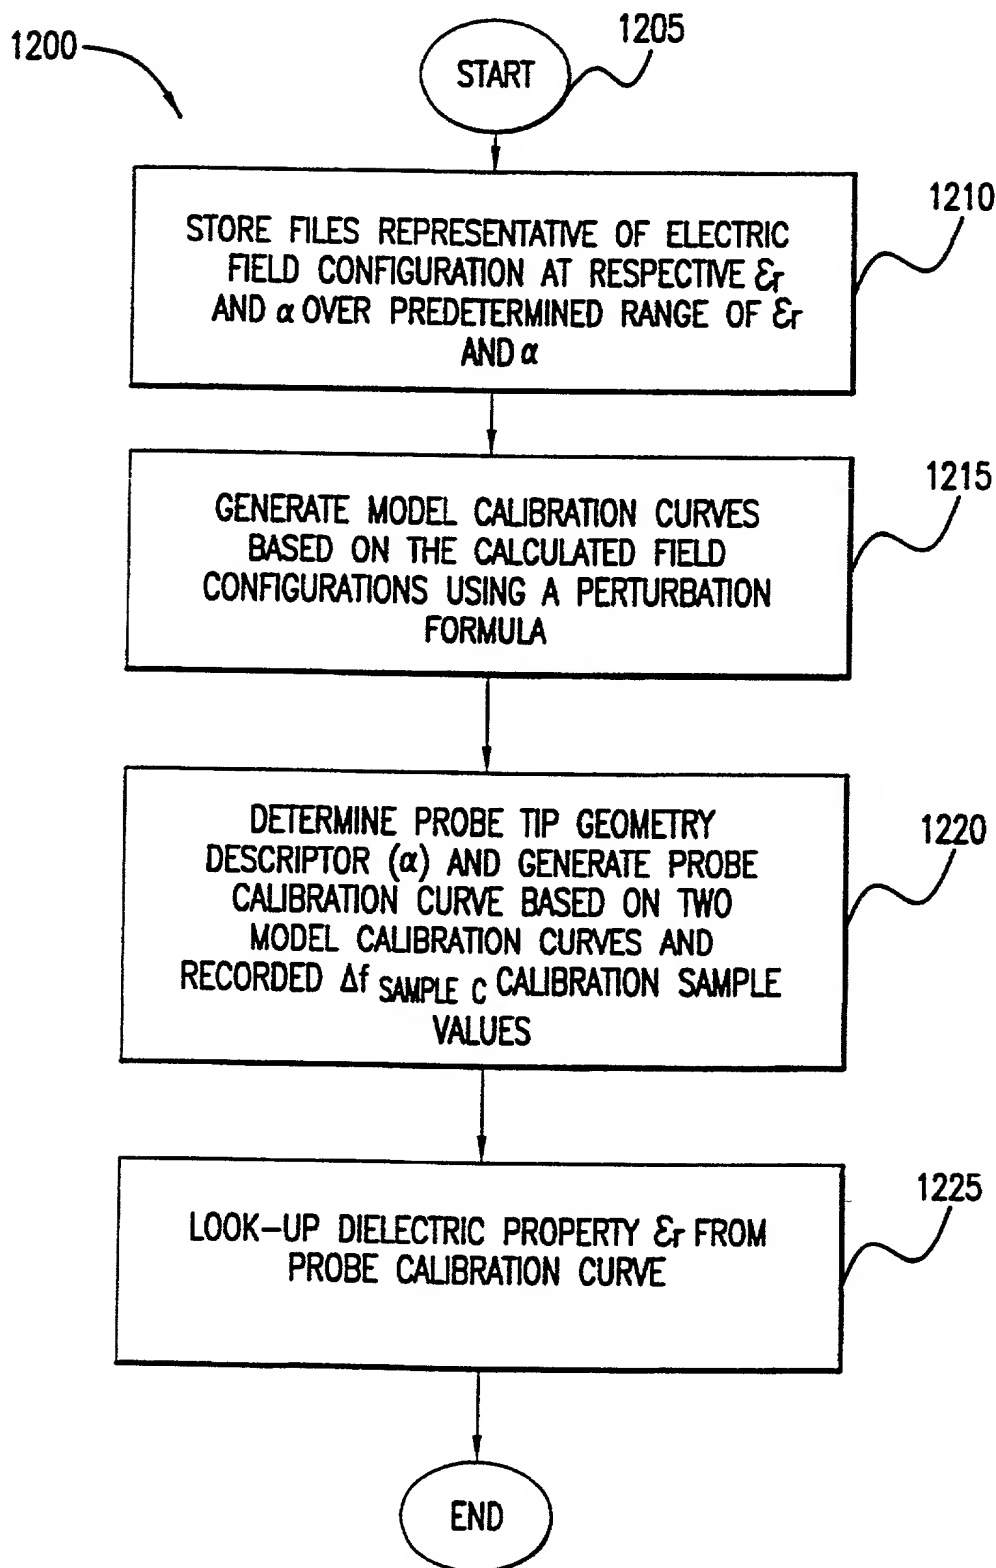 1200
START
1205
STORE FILES REPRESENTATIVE OF ELECTRIC
FIELD CONFIGURATION AT RESPECTIVE εr
AND α OVER PREDETERMINED RANGE OF εr
AND α
1210
GENERATE MODEL CALIBRATION CURVES
BASED ON THE CALCULATED FIELD
CONFIGURATIONS USING A PERTURBATION
FORMULA
1215
DETERMINE PROBE TIP GEOMETRY
DESCRIPTOR (α) AND GENERATE PROBE
CALIBRATION CURVE BASED ON TWO
MODEL CALIBRATION CURVES AND
RECORDED Δf SAMPLE C CALIBRATION SAMPLE
VALUES
1220
LOOK-UP DIELECTRIC PROPERTY εr FROM
PROBE CALIBRATION CURVE
1225
END